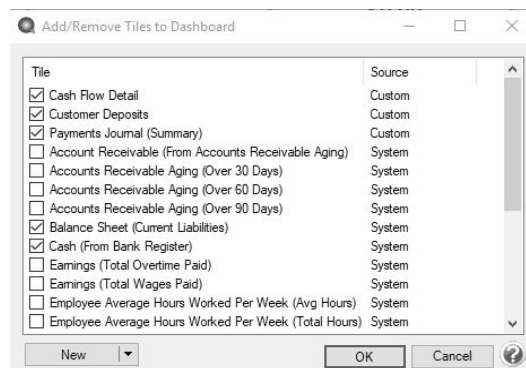 Add/Remove Tiles to Dashboard
Tile Source
Cash Flow Detail Custom
Customer Deposits Custom
Payments Journal (Summary) Custom
Account Receivable (From Accounts Receivable Aging) System
Accounts Receivable Aging (Over 30 Days) System
Accounts Receivable Aging (Over 60 Days) System
Accounts Receivable Aging (Over 90 Days) System
Balance Sheet (Current Liabilities) System
Cash (From Bank Register) System
Earnings (Total Overtime Paid) System
Earnings (Total Wages Paid) System
Employee Average Hours Worked Per Week (Avg Hours) System
Employee Average Hours Worked Per Week (Total Hours) System
New OK Cancel ?